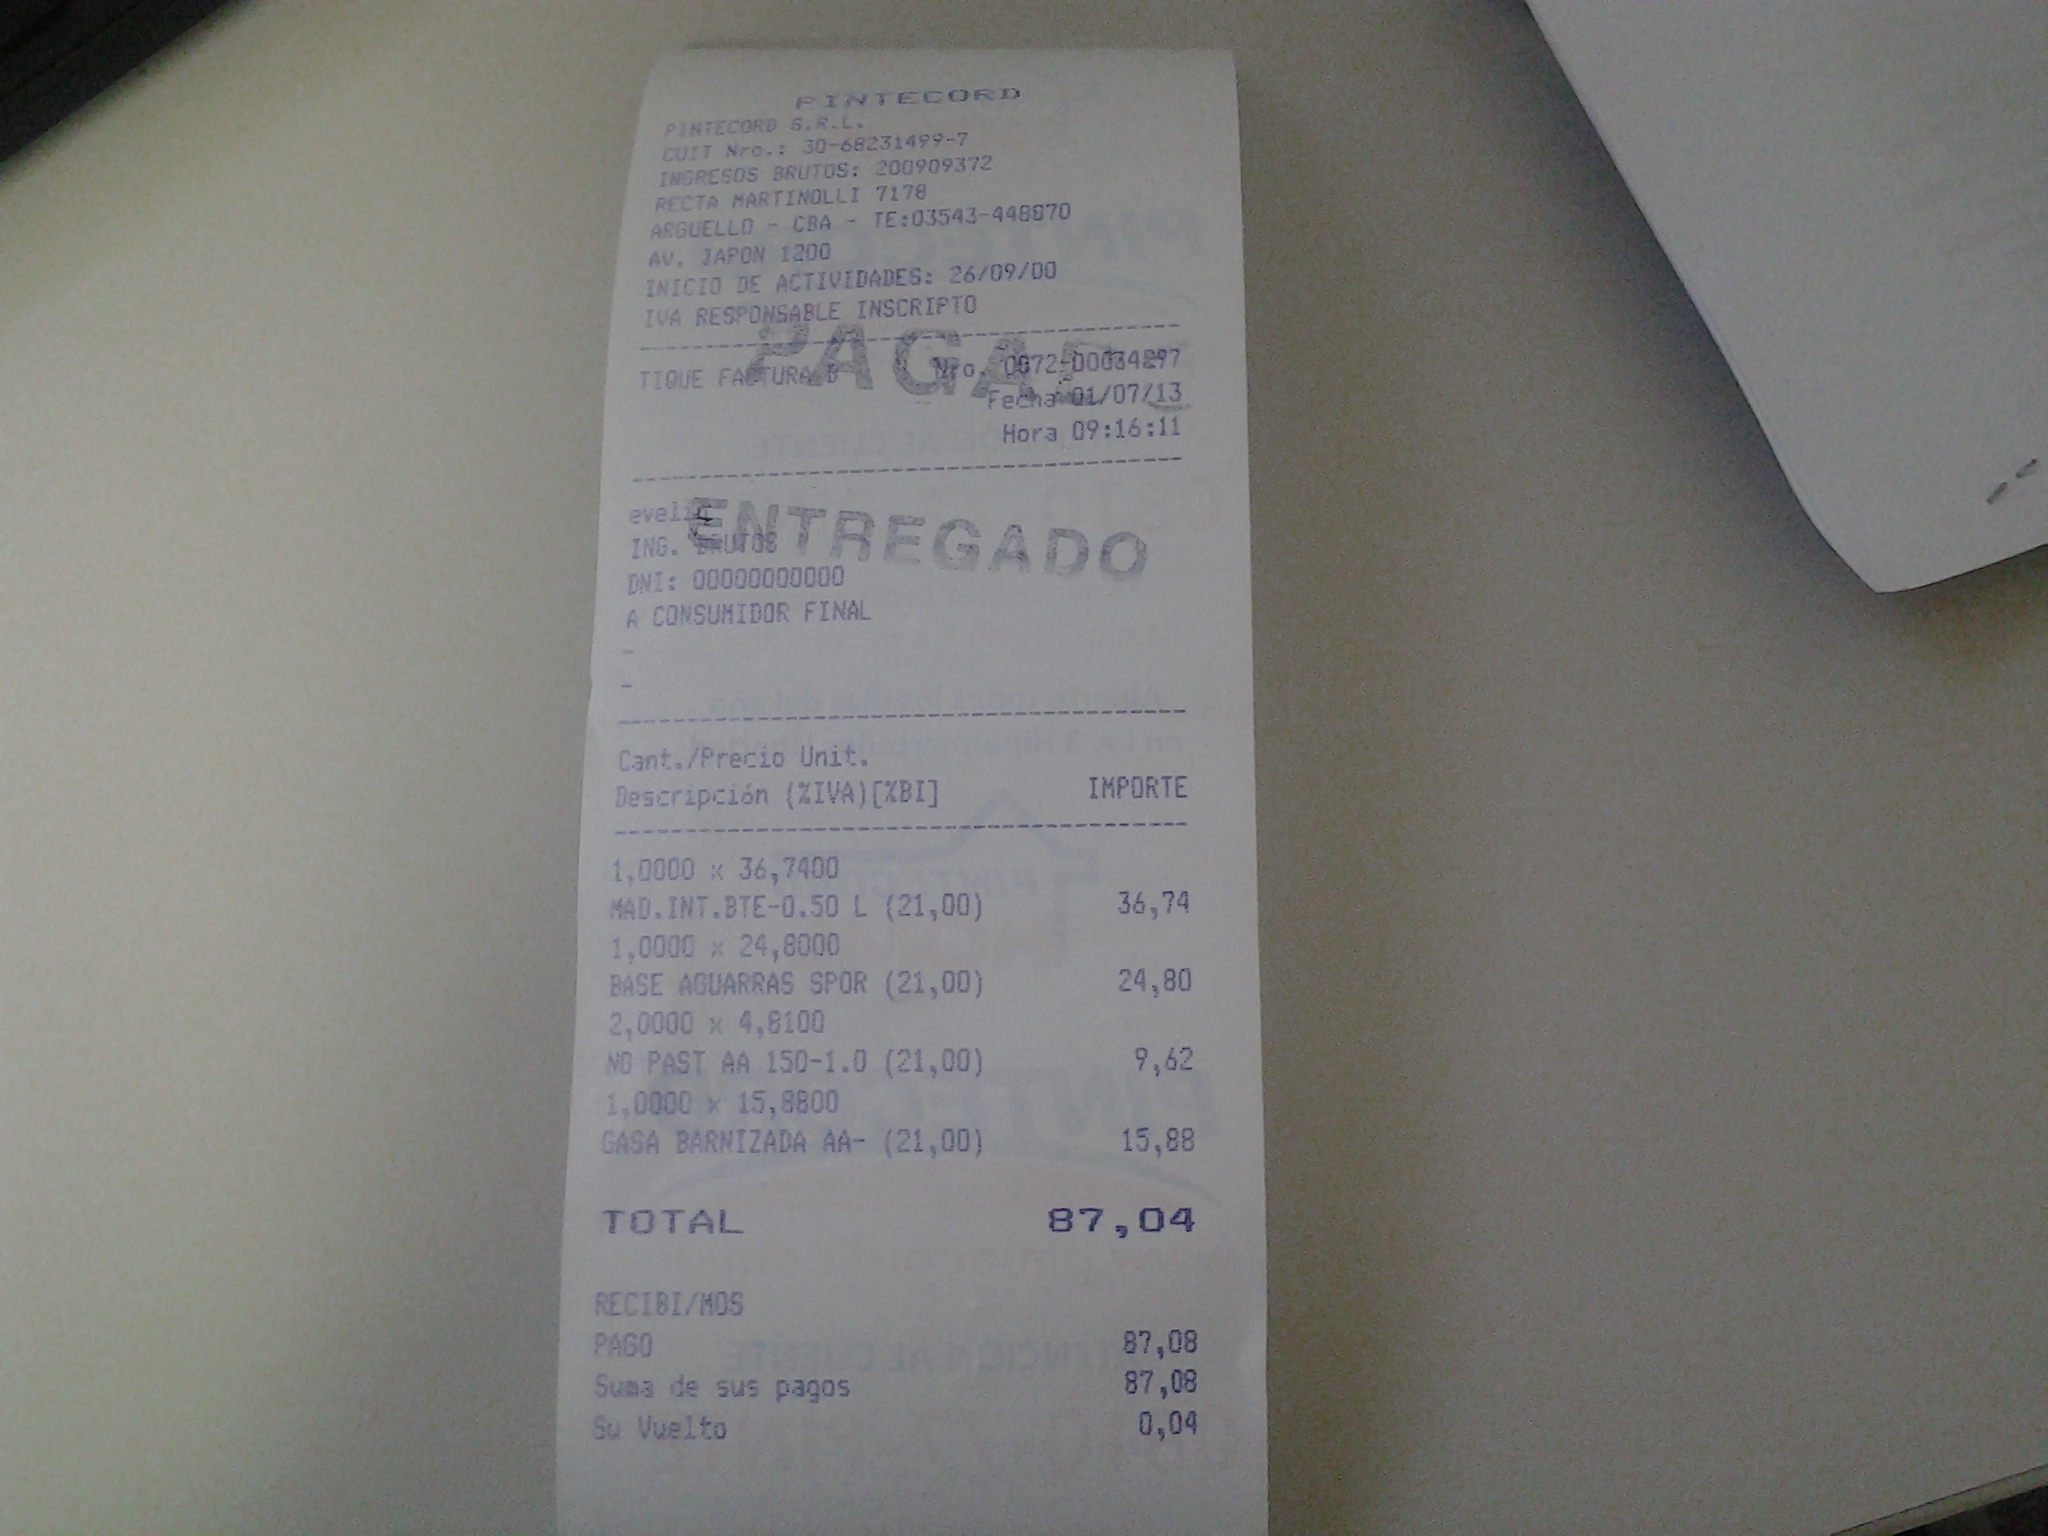 PINTECORD
PINTECORD S.R.L.
CUIT Nro.: 30-68231499-7
INGRESOS BRUTOS: 200909372
RECTA MARTINOLLI 7178
ARGUELLO - CBA - TE:03543-448870
AV. JAPON 1200
INICIO DE ACTIVIDADES: 26/09/00
IVA RESPONSABLE INSCRIPTO
PAGADO
TIQUE FACTURA B Nro. 0072-00034897
Fecha 01/07/13
Hora 09:16:11
evelin
ENTREGADO
ING. BRUTOS
DNI: 00000000000
A CONSUMIDOR FINAL
-
-
Cant./Precio Unit.
Descripción (%IVA)[%BI] IMPORTE
1,0000 x 36,7400
MAD.INT.BTE-0.50 L (21,00) 36,74
1,0000 x 24,8000
BASE AGUARRAS SPOR (21,00) 24,80
2,0000 x 4,8100
NO PAST AA 150-1.0 (21,00) 9,62
1,0000 x 15,8800
GASA BARNIZADA AA- (21,00) 15,88
TOTAL 87,04
RECIBI/MOS
PAGO 87,08
Suma de sus pagos 87,08
Su Vuelto 0,04